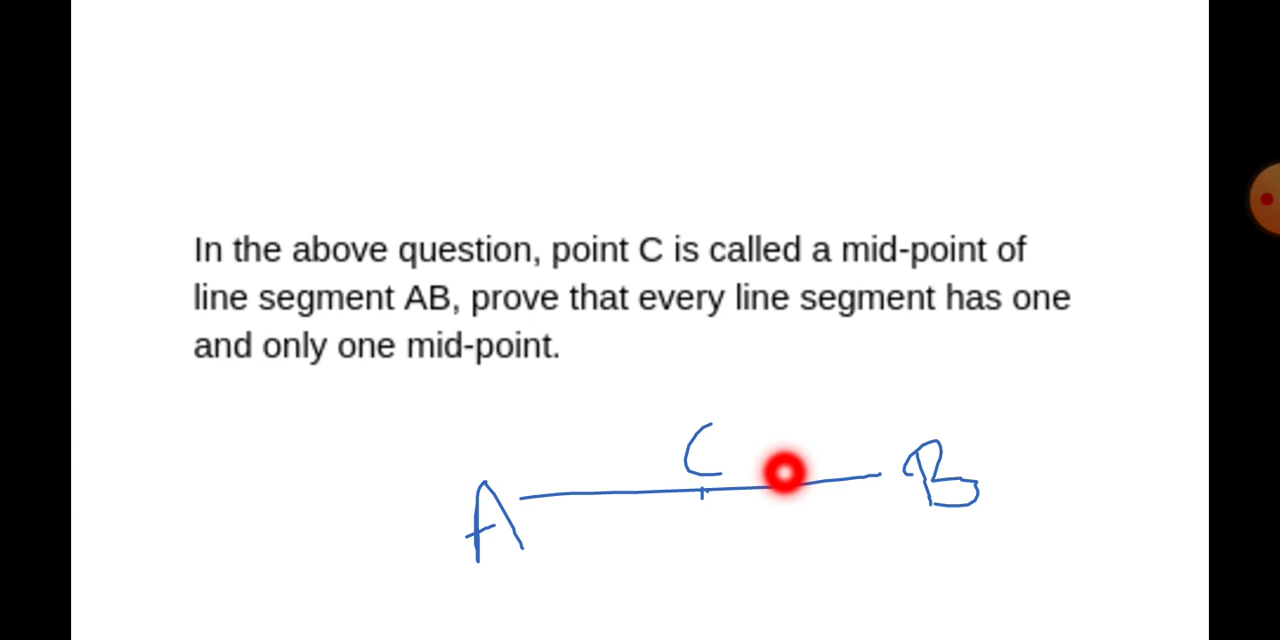 In the above question, point C is called a mid-point of
line segment AB, prove that every line segment has one
and only one mid-point.
C
A
B